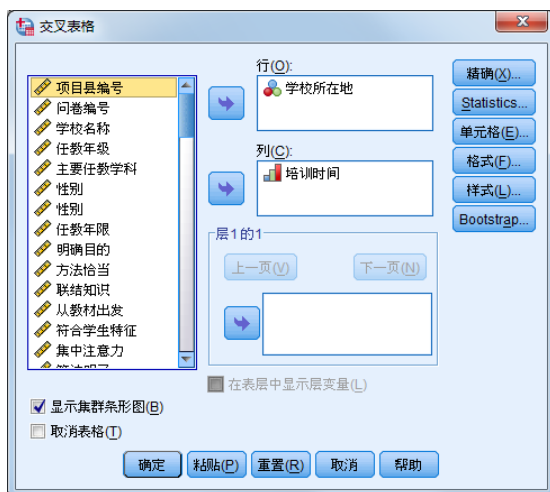 交叉表格
项目县编号
问卷编号
学校名称
任教年级
主要任教学科
性别
性别
任教年限
明确目的
方法恰当
联结知识
从教材出发
符合学生特征
集中注意力
行(O):
学校所在地
列(C):
培训时间
层1的1
上一页(V)
下一页(N)
在表层中显示层变量(L)
精确(X)...
Statistics...
单元格(E)...
格式(F)...
样式(L)...
Bootstrap...
显示集群条形图(B)
取消表格(T)
确定
粘贴(P)
重置(R)
取消
帮助